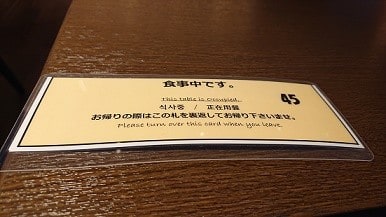 食事中です。
This table is occupied.
45
식사중 / 正在用餐
お帰りの際はこの札を裏返してお帰り下さいませ。
Please turn over this card when you leave.